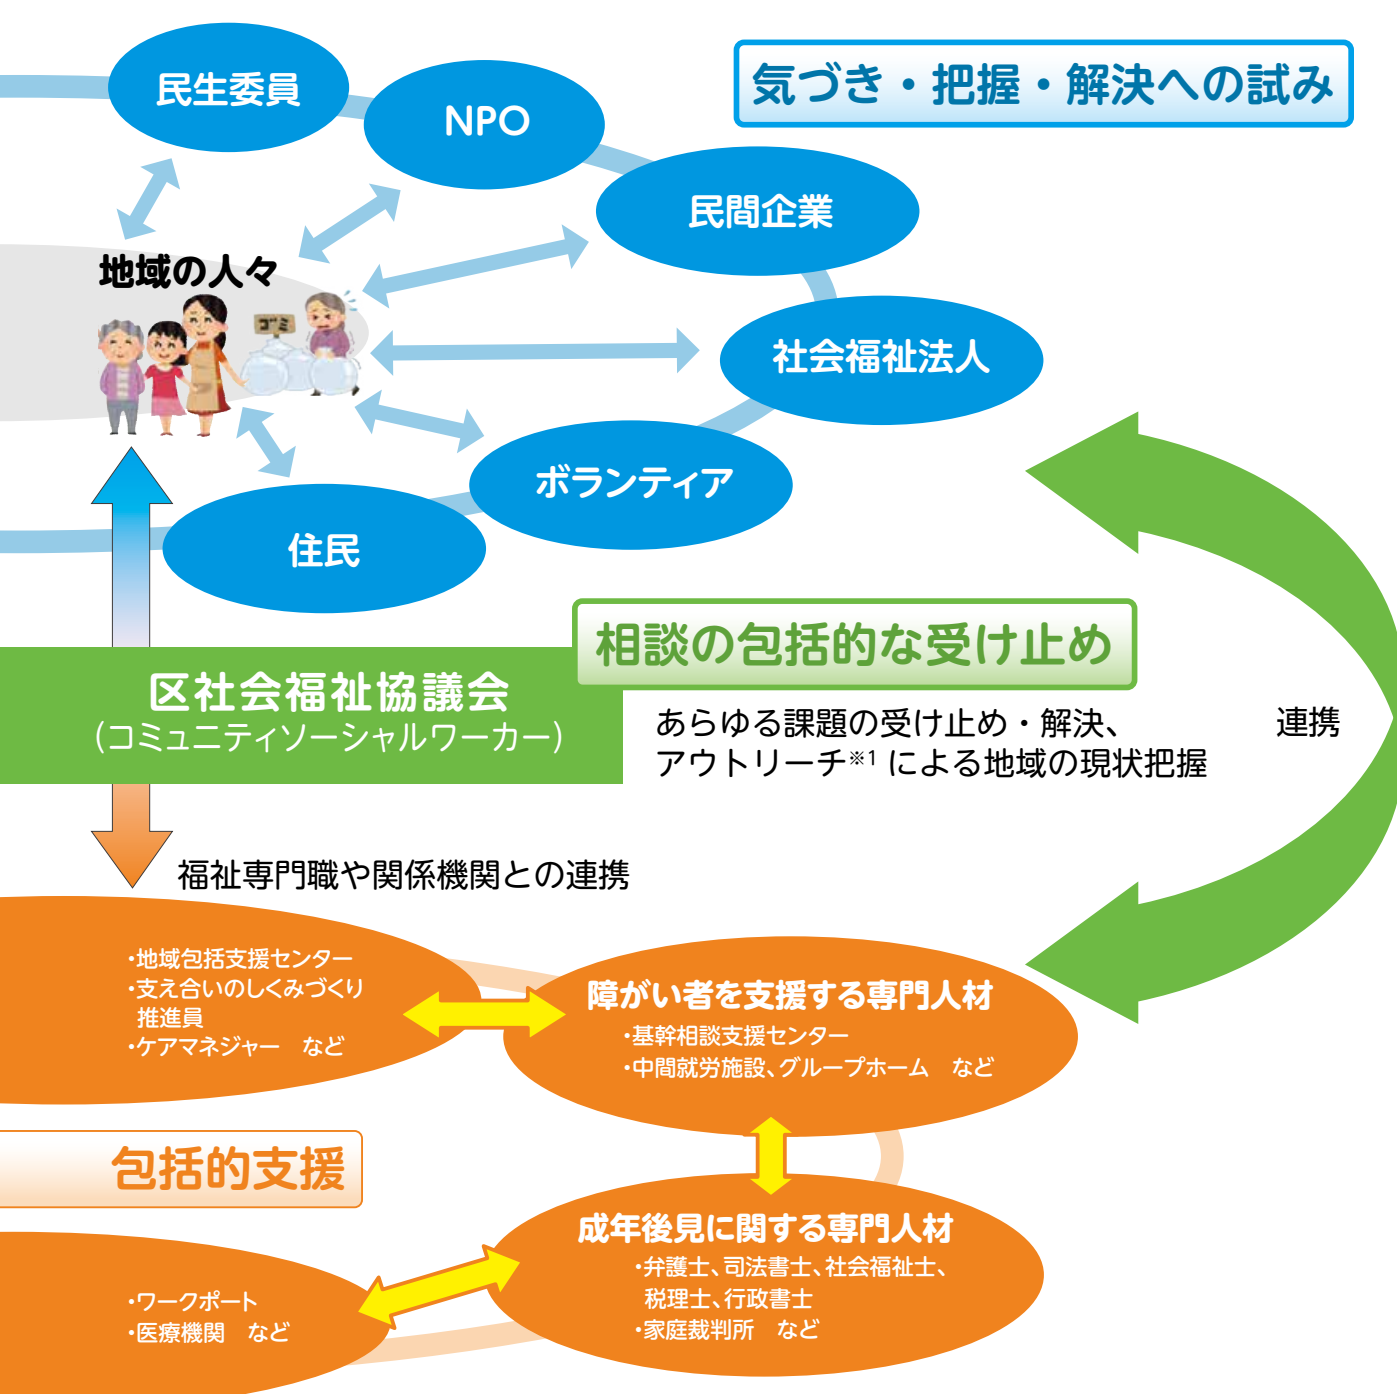 気づき・把握・解決への試み
民生委員
NPO
民間企業
地域の人々
ゴミ
社会福祉法人
ボランティア
住民
相談の包括的な受け止め
区社会福祉協議会
(コミュニティソーシャルワーカー)
あらゆる課題の受け止め・解決、
アウトリーチ※1 による地域の現状把握
連携
福祉専門職や関係機関との連携
・地域包括支援センター
・支え合いのしくみづくり
推進員
・ケアマネジャー　など
障がい者を支援する専門人材
・基幹相談支援センター
・中間就労施設、グループホーム　など
包括的支援
成年後見に関する専門人材
・弁護士、司法書士、社会福祉士、
税理士、行政書士
・家庭裁判所　など
・ワークポート
・医療機関　など